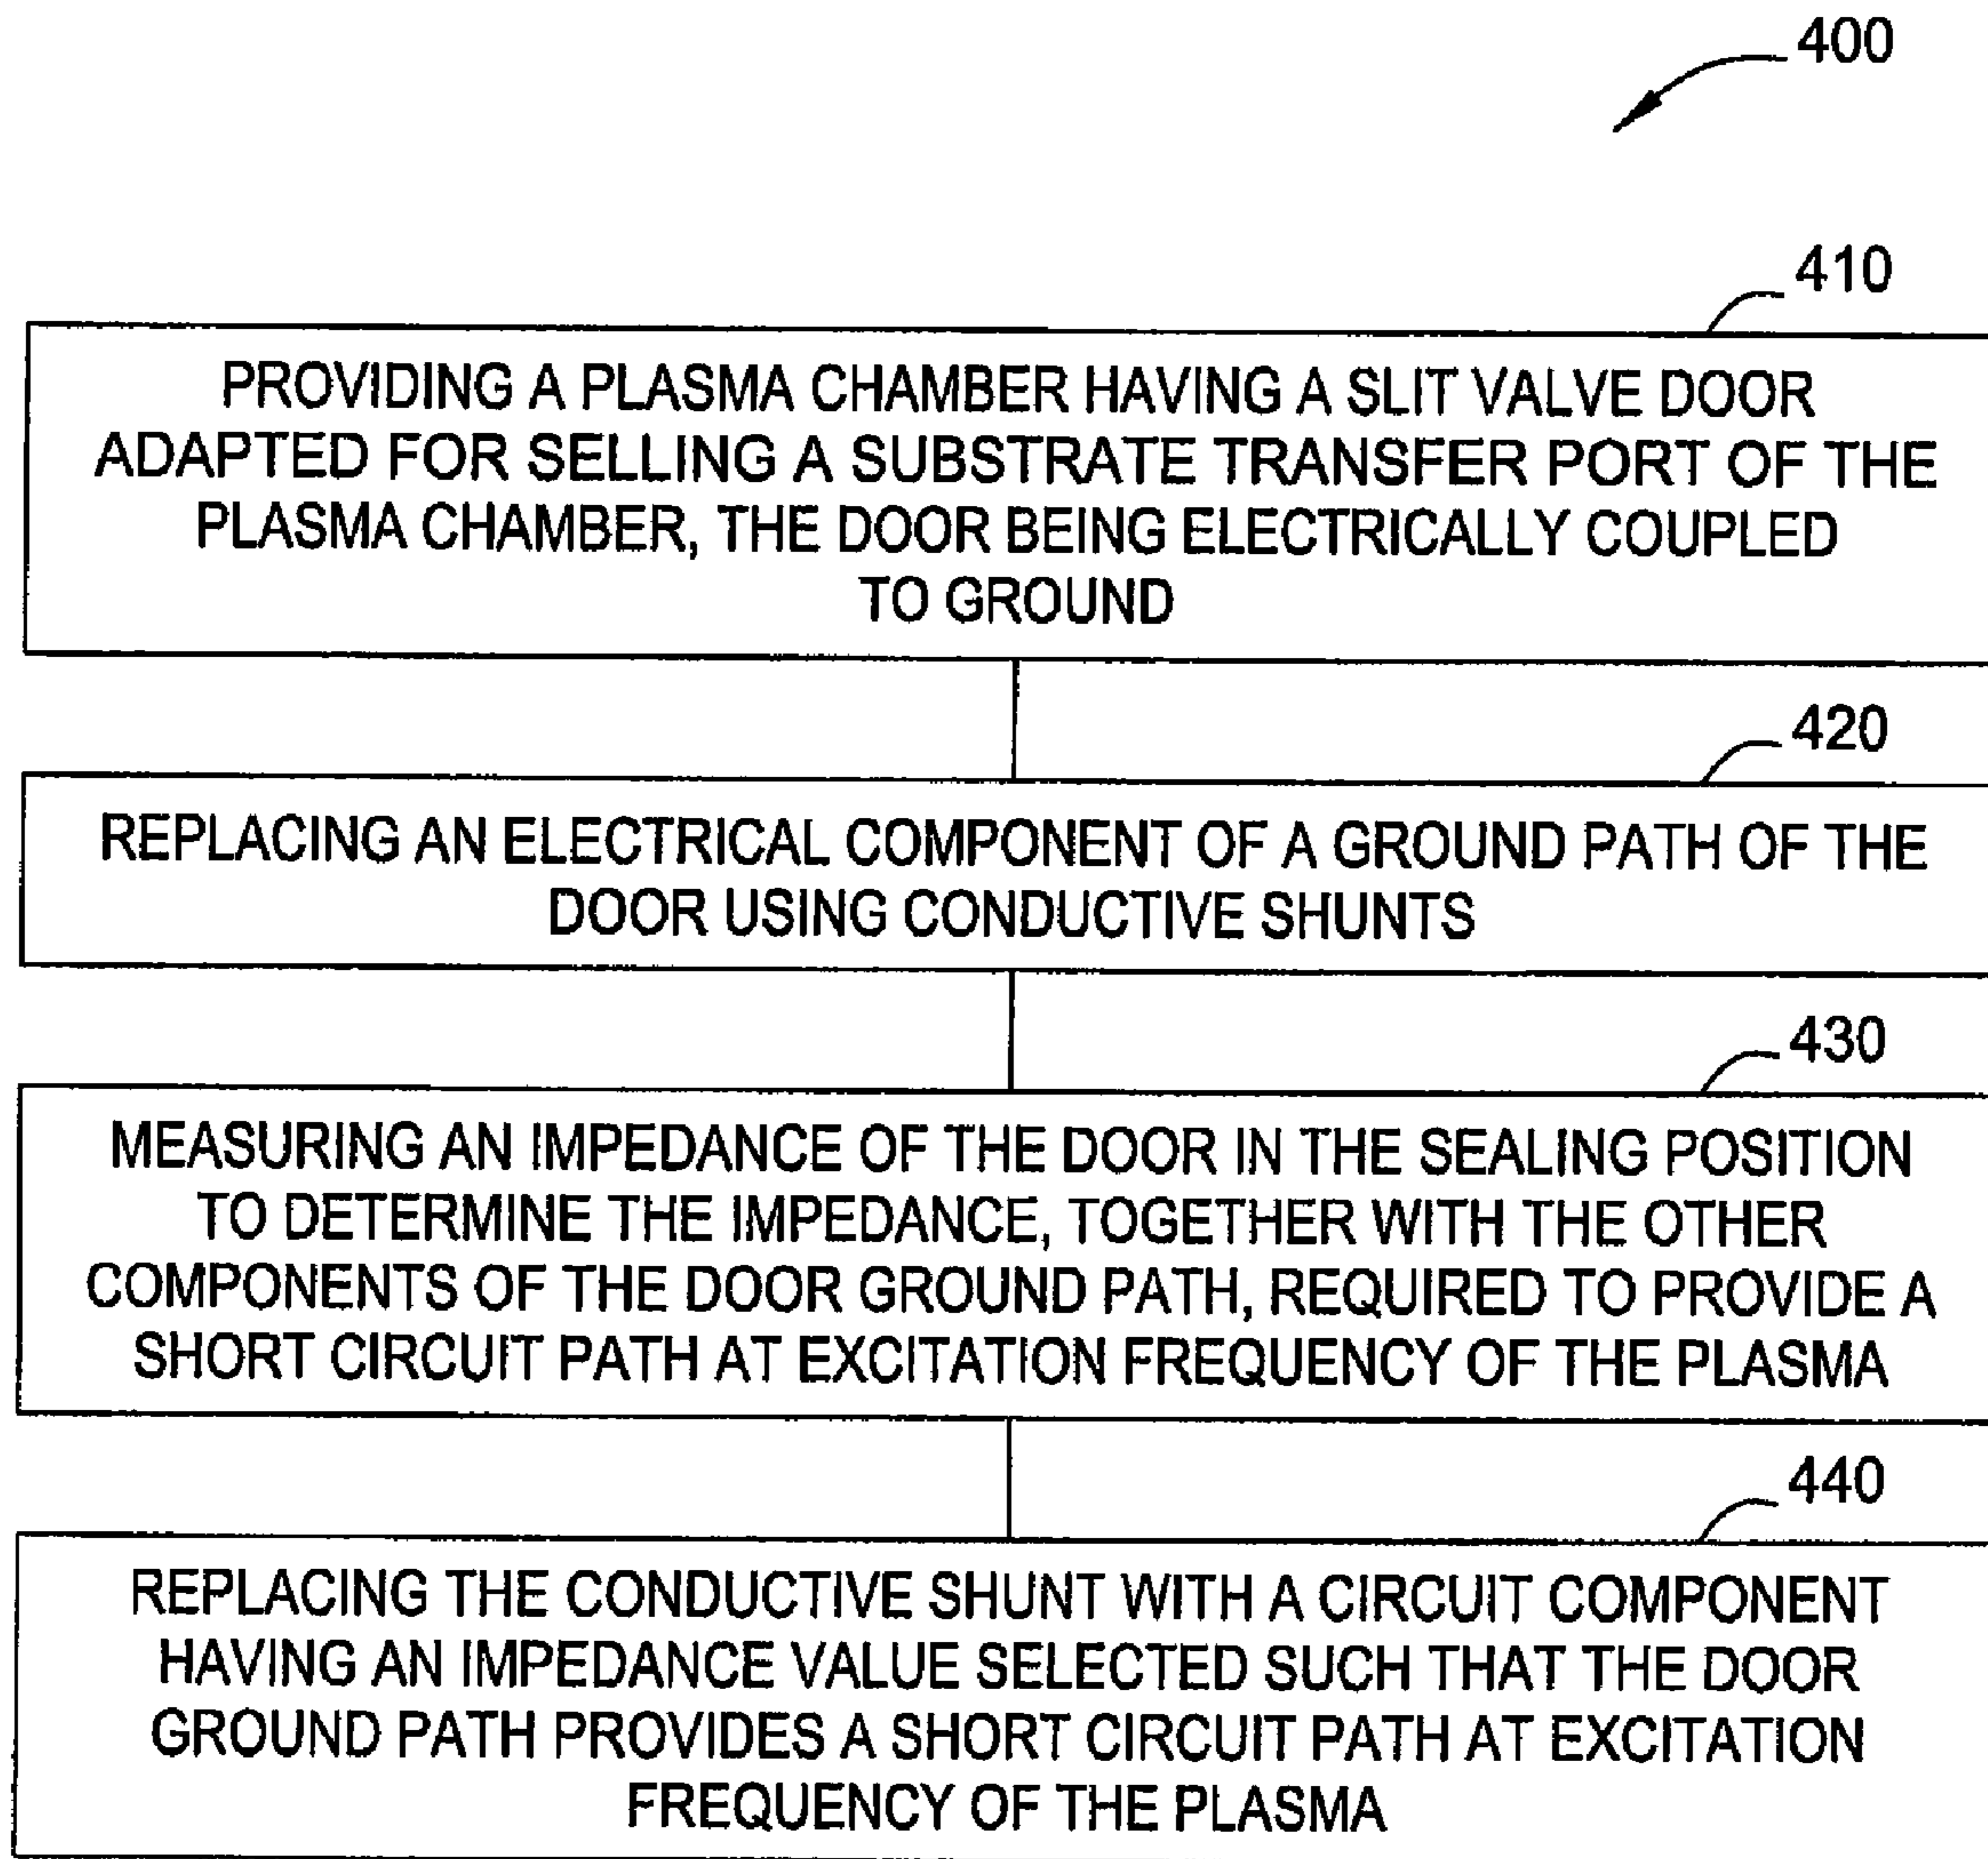 400
410
PROVIDING A PLASMA CHAMBER HAVING A SLIT VALVE DOOR
ADAPTED FOR SELLING A SUBSTRATE TRANSFER PORT OF THE
PLASMA CHAMBER, THE DOOR BEING ELECTRICALLY COUPLED
TO GROUND
420
REPLACING AN ELECTRICAL COMPONENT OF A GROUND PATH OF THE
DOOR USING CONDUCTIVE SHUNTS
430
MEASURING AN IMPEDANCE OF THE DOOR IN THE SEALING POSITION
TO DETERMINE THE IMPEDANCE, TOGETHER WITH THE OTHER
COMPONENTS OF THE DOOR GROUND PATH, REQUIRED TO PROVIDE A
SHORT CIRCUIT PATH AT EXCITATION FREQUENCY OF THE PLASMA
440
REPLACING THE CONDUCTIVE SHUNT WITH A CIRCUIT COMPONENT
HAVING AN IMPEDANCE VALUE SELECTED SUCH THAT THE DOOR
GROUND PATH PROVIDES A SHORT CIRCUIT PATH AT EXCITATION
FREQUENCY OF THE PLASMA